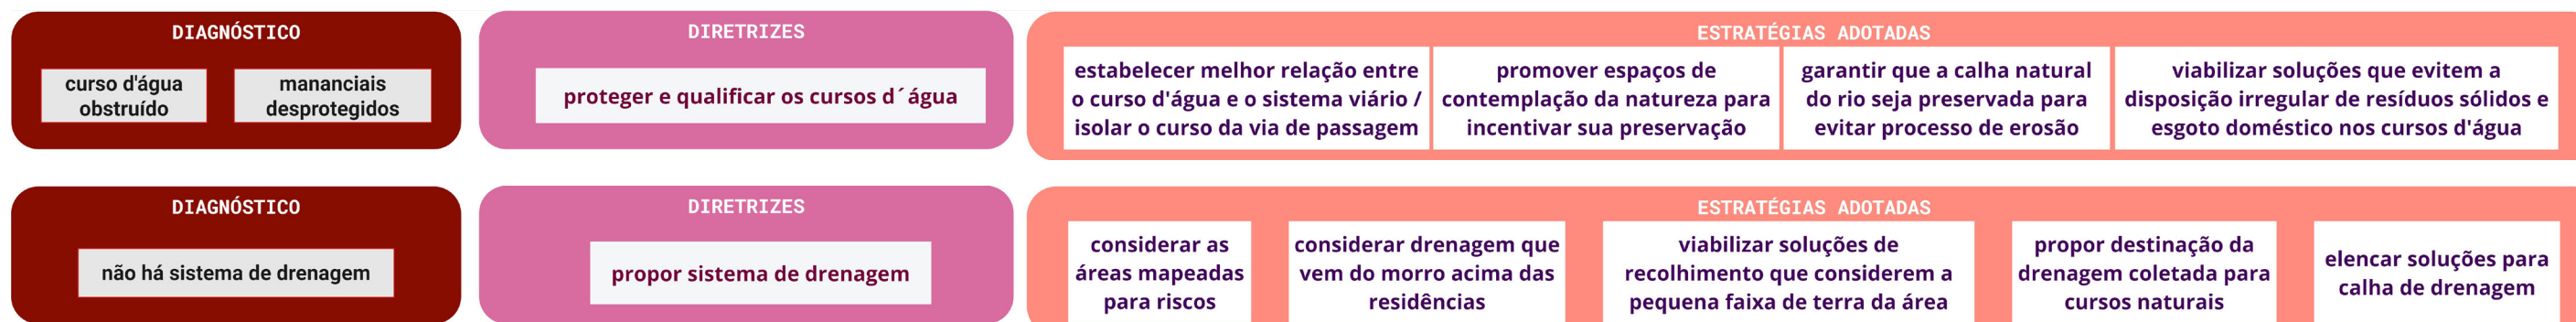 DIAGNÓSTICO
curso d'água
obstruído
mananciais
desprotegidos
DIRETRIZES
proteger e qualificar os cursos d´água
ESTRATÉGIAS ADOTADAS
estabelecer melhor relação entre
o curso d'água e o sistema viário /
isolar o curso da via de passagem
promover espaços de
contemplação da natureza para
incentivar sua preservação
garantir que a calha natural
do rio seja preservada para
evitar processo de erosão
viabilizar soluções que evitem a
disposição irregular de resíduos sólidos e
esgoto doméstico nos cursos d'água
DIAGNÓSTICO
não há sistema de drenagem
DIRETRIZES
propor sistema de drenagem
ESTRATÉGIAS ADOTADAS
considerar as
áreas mapeadas
para riscos
considerar drenagem que
vem do morro acima das
residências
viabilizar soluções de
recolhimento que considerem a
pequena faixa de terra da área
propor destinação da
drenagem coletada para
cursos naturais
elencar soluções para
calha de drenagem